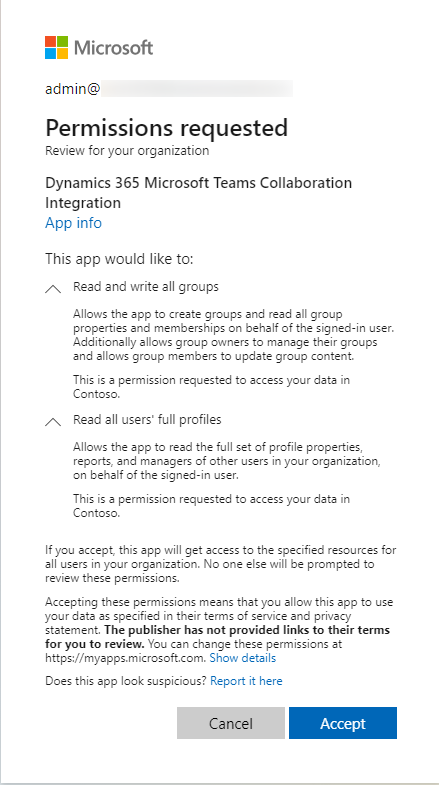 Microsoft
admin@
Permissions requested
Review for your organization
Dynamics 365 Microsoft Teams Collaboration
Integration
App info
This app would like to:
Read and write all groups
Allows the app to create groups and read all group
properties and memberships on behalf of the signed-in user.
Additionally allows group owners to manage their groups
and allows group members to update group content.
This is a permission requested to access your data in
Contoso.
Read all users' full profiles
Allows the app to read the full set of profile properties,
reports, and managers of other users in your organization,
on behalf of the signed-in user.
This is a permission requested to access your data in
Contoso.
If you accept, this app will get access to the specified resources for
all users in your organization. No one else will be prompted to
review these permissions.
Accepting these permissions means that you allow this app to use
your data as specified in their terms of service and privacy
statement. The publisher has not provided links to their terms
for you to review. You can change these permissions at
https://myapps.microsoft.com. Show details
Does this app look suspicious? Report it here
Cancel
Accept